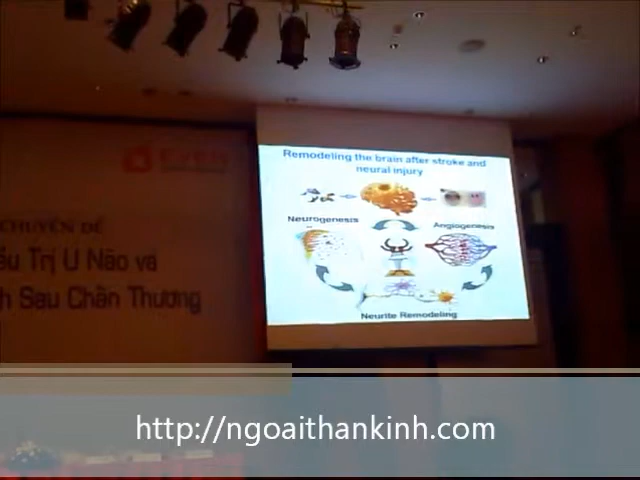 Remodeling the brain after stroke and
neural injury
Neurogenesis
Angiogenesis
Neurite Remodeling
CHUYÊN ĐỀ
Trị U Não và
Sau Chấn Thương
http://ngoaithankinh.com